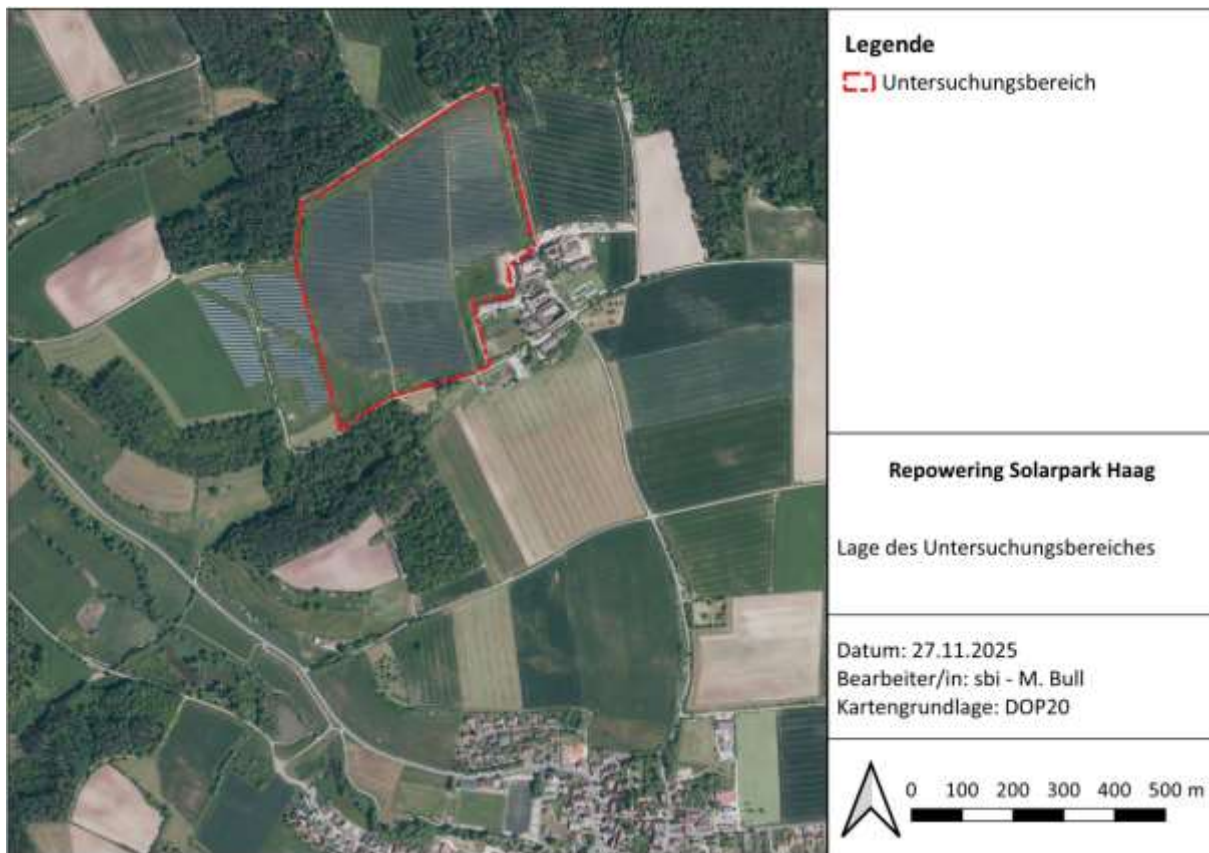 Legende
Untersuchungsbereich
Repowering Solarpark Haag
Lage des Untersuchungsbereiches
Datum: 27.11.2025
Bearbeiter/in: sbi - M. Bull
Kartengrundlage: DOP20
0 100 200 300 400 500 m